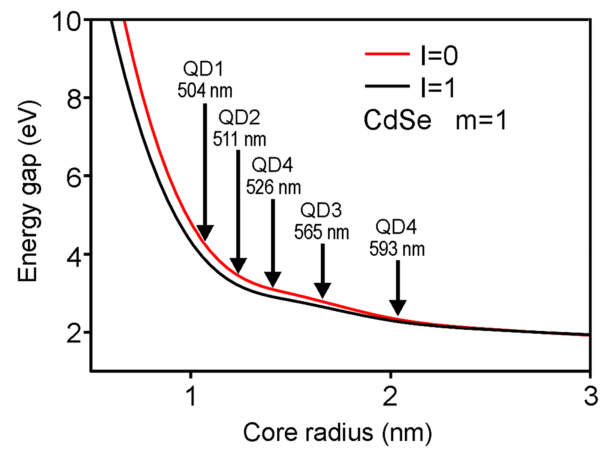 10
8
6
4
2
Energy gap (eV)
QD1
504 nm
QD2
511 nm
QD4
526 nm
QD3
565 nm
QD4
593 nm
l=0
l=1
CdSe m=1
1
2
3
Core radius (nm)